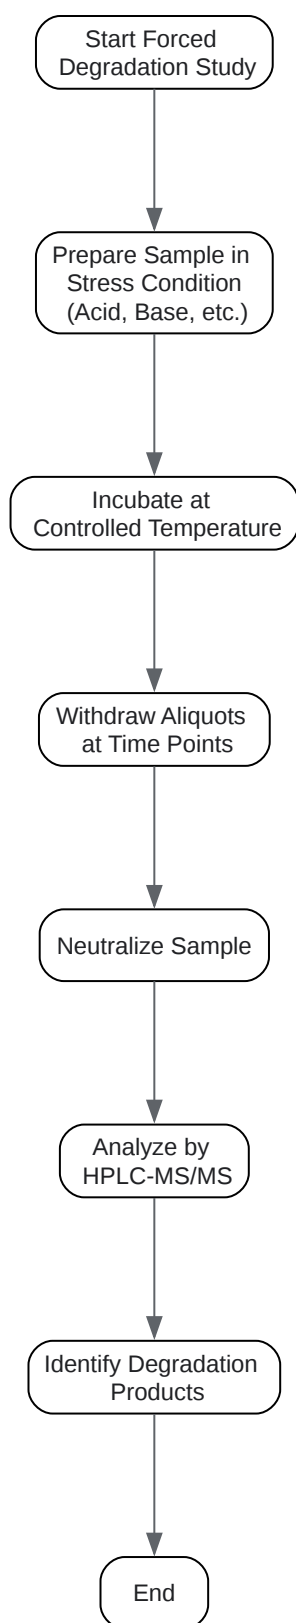 Start Forced
Degradation Study
Prepare Sample in
Stress Condition
(Acid, Base, etc.)
Incubate at
Controlled Temperature
Withdraw Aliquots
at Time Points
Neutralize Sample
Analyze by
HPLC-MS/MS
Identify Degradation
Products
End